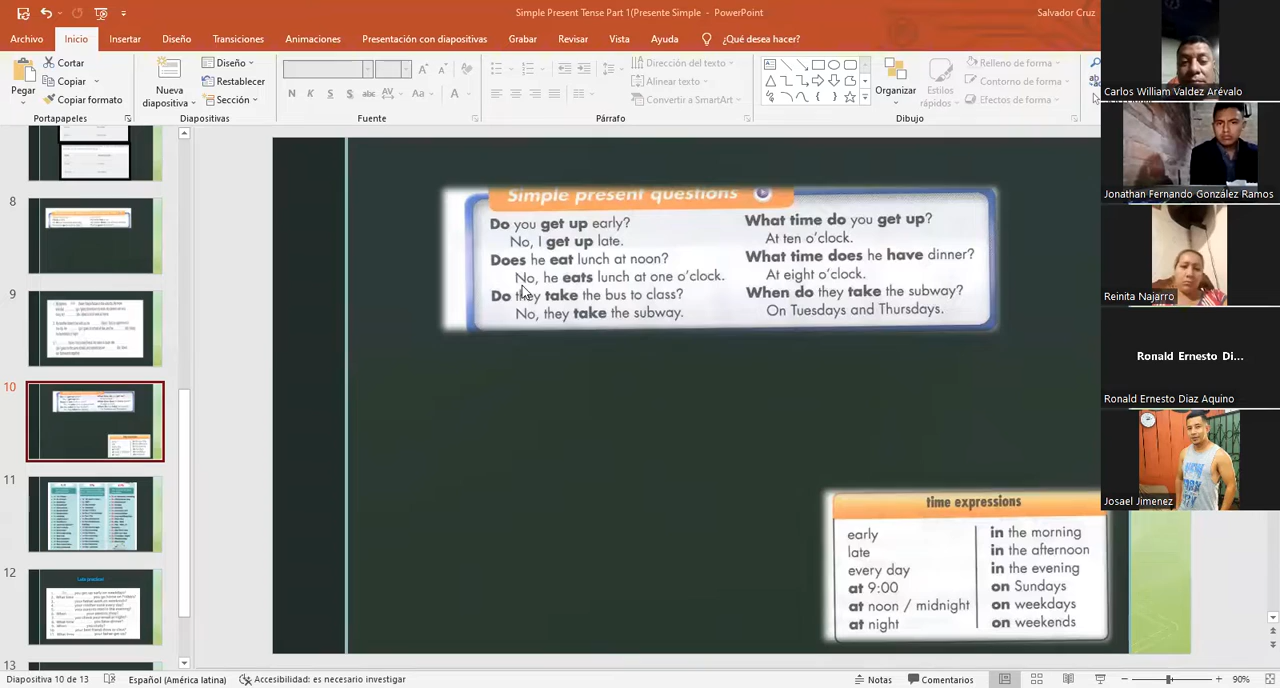 Simple Present Tense Part 1(Presente Simple - PowerPoint
Salvador Cruz
Archivo Inicio Insertar Diseño Transiciones Animaciones Presentación con diapositivas Grabar Revisar Vista Ayuda ¿Qué desea hacer?
Pegar
Cortar
Copiar
Copiar formato
Portapapeles
Nueva
diapositiva
Diseño
Restablecer
Sección
Diapositivas
N K S S abc AV Aa A
Fuente
Dirección del texto
Alinear texto
Convertir a SmartArt
Párrafo
Organizar
Estilos
rápidos
Relleno de forma
Contorno de forma
Efectos de forma
Dibujo
8
9
10
11
12
Lets practice!
13
Simple present questions
Do you get up early?
No, I get up late.
Does he eat lunch at noon?
No, he eats lunch at one o'clock.
Do they take the bus to class?
No, they take the subway.
What time do you get up?
At ten o'clock.
What time does he have dinner?
At eight o'clock.
When do they take the subway?
On Tuesdays and Thursdays.
time expressions
early
late
every day
at 9:00
at noon / midnight
at night
in the morning
in the afternoon
in the evening
on Sundays
on weekdays
on weekends
Carlos William Valdez Arévalo
Jonathan Fernando González Ramos
Reinita Najarro
Ronald Ernesto Di...
Ronald Ernesto Diaz Aquino
Josael Jimenez
Diapositiva 10 de 13
Español (América latina)
Accesibilidad: es necesario investigar
Notas
Comentarios
90%